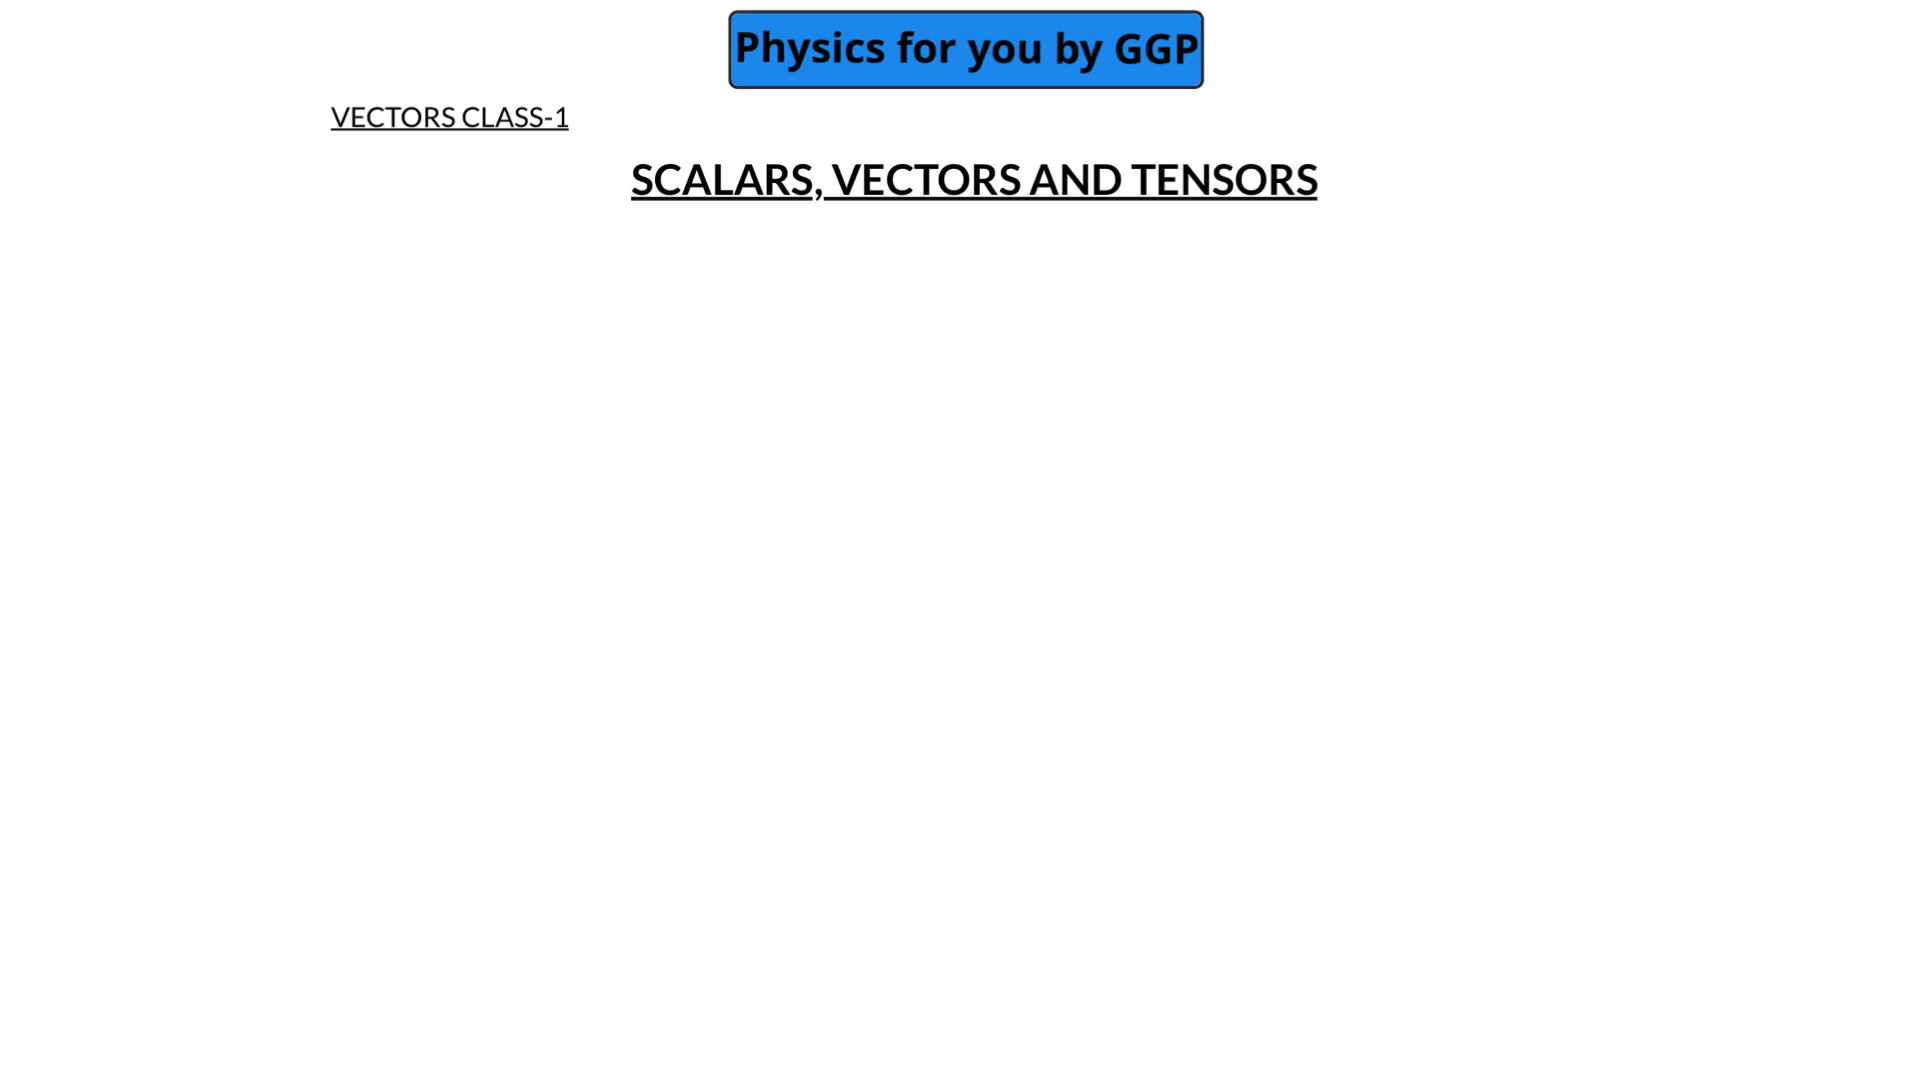 Physics for you by GGP
VECTORS CLASS-1
SCALARS, VECTORS AND TENSORS